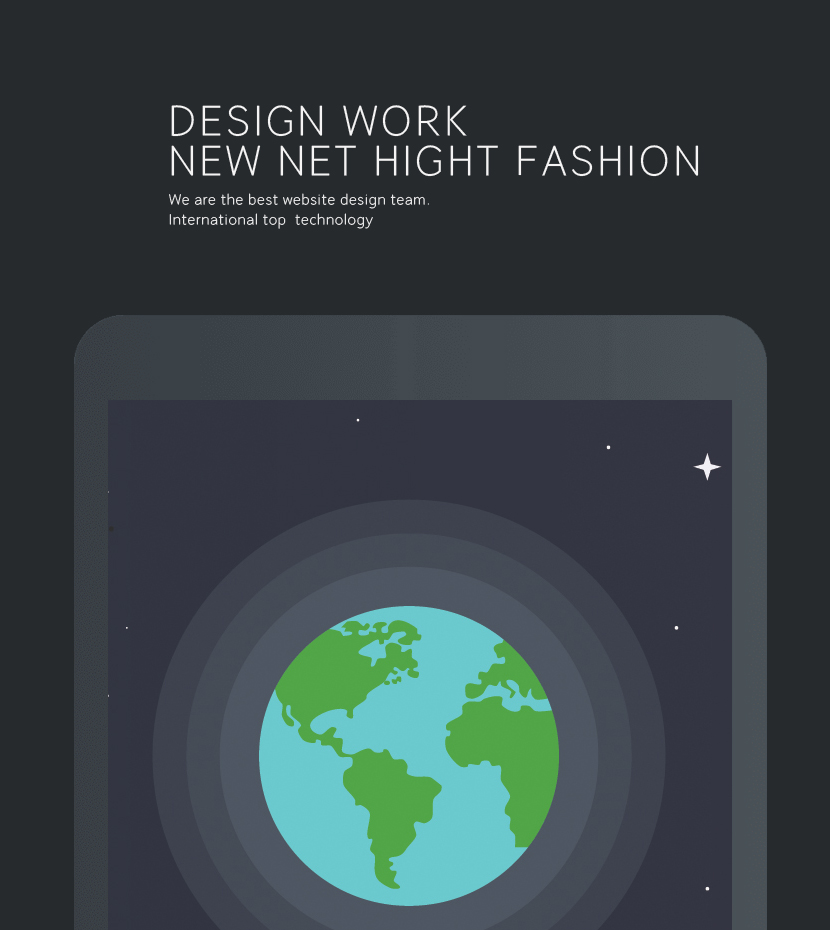 DESIGN WORK
NEW NET HIGHT FASHION
We are the best website design team.
International top  technology